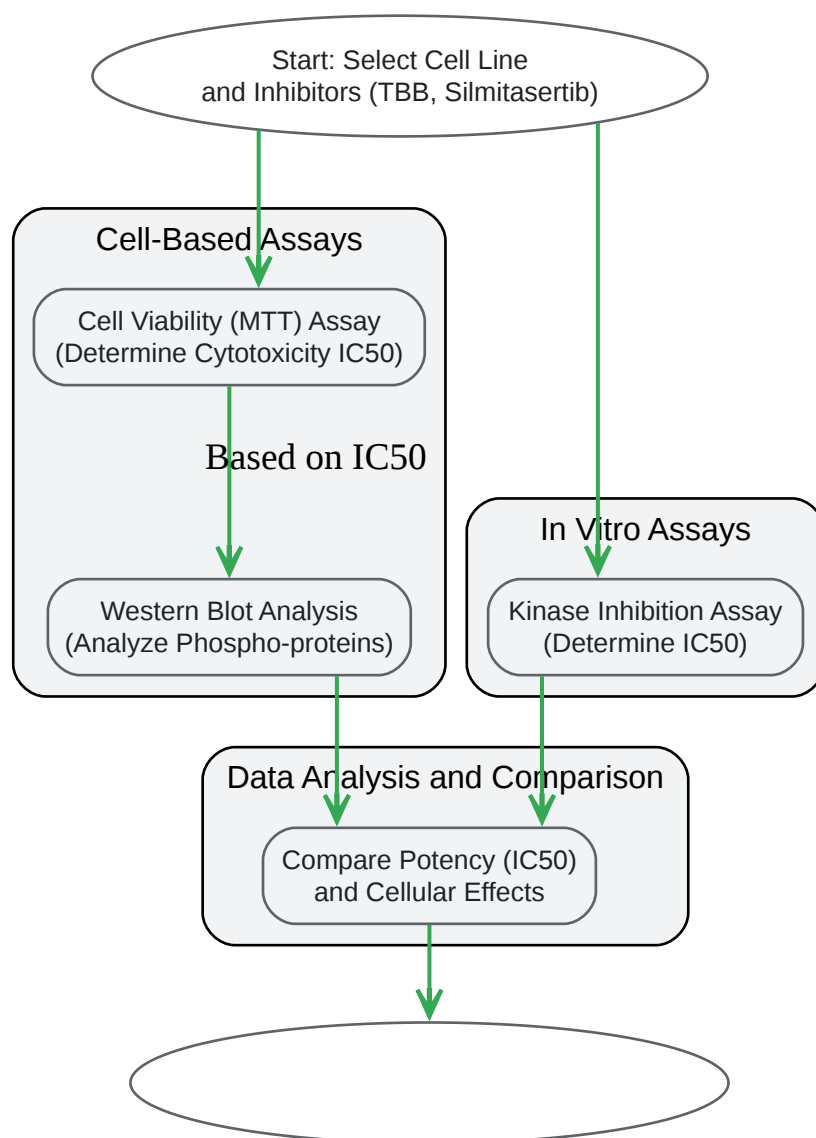 Start: Select Cell Line
and Inhibitors (TBB, Silmitasertib)
Cell-Based Assays
Cell Viability (MTT) Assay
(Determine Cytotoxicity IC50)
Based on IC50
Western Blot Analysis
(Analyze Phospho-proteins)
In Vitro Assays
Kinase Inhibition Assay
(Determine IC50)
Data Analysis and Comparison
Compare Potency (IC50)
and Cellular Effects